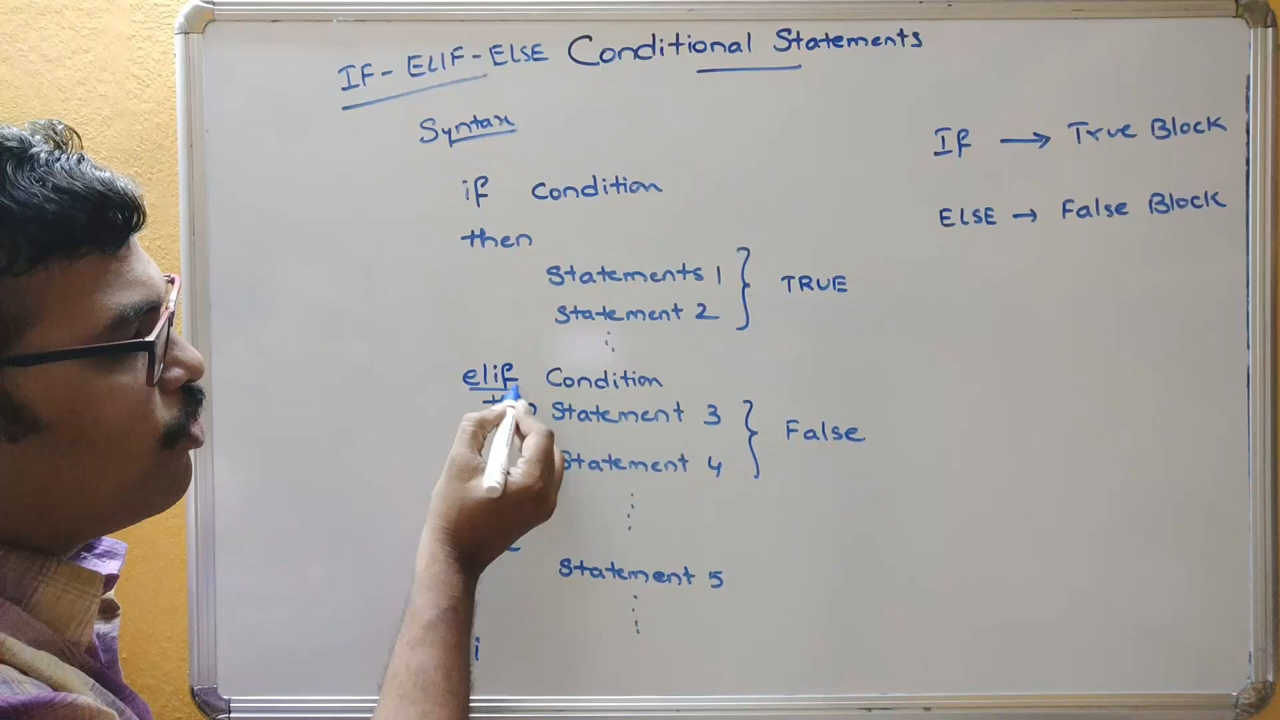 IF - ELIF - ELSE Conditional Statements
Syntax
if condition
then
Statements 1 } TRUE
Statement 2
elif Condition
Statement 3 } False
Statement 4
Statement 5
If → True Block
ELSE → False Block